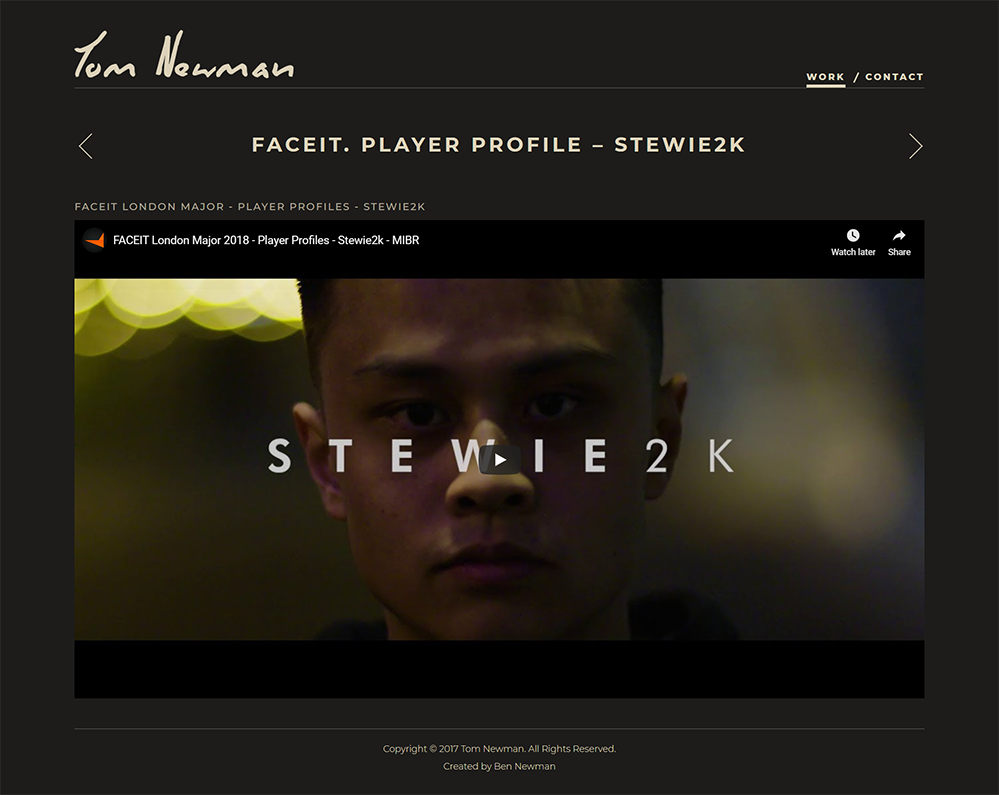 Tom Newman
WORK / CONTACT
FACEIT. PLAYER PROFILE – STEWIE2K
FACEIT LONDON MAJOR - PLAYER PROFILES - STEWIE2K
FACEIT London Major 2018 - Player Profiles - Stewie2k - MIBR
Watch later Share
STEWIE2K
Copyright © 2017 Tom Newman. All Rights Reserved.
Created by Ben Newman